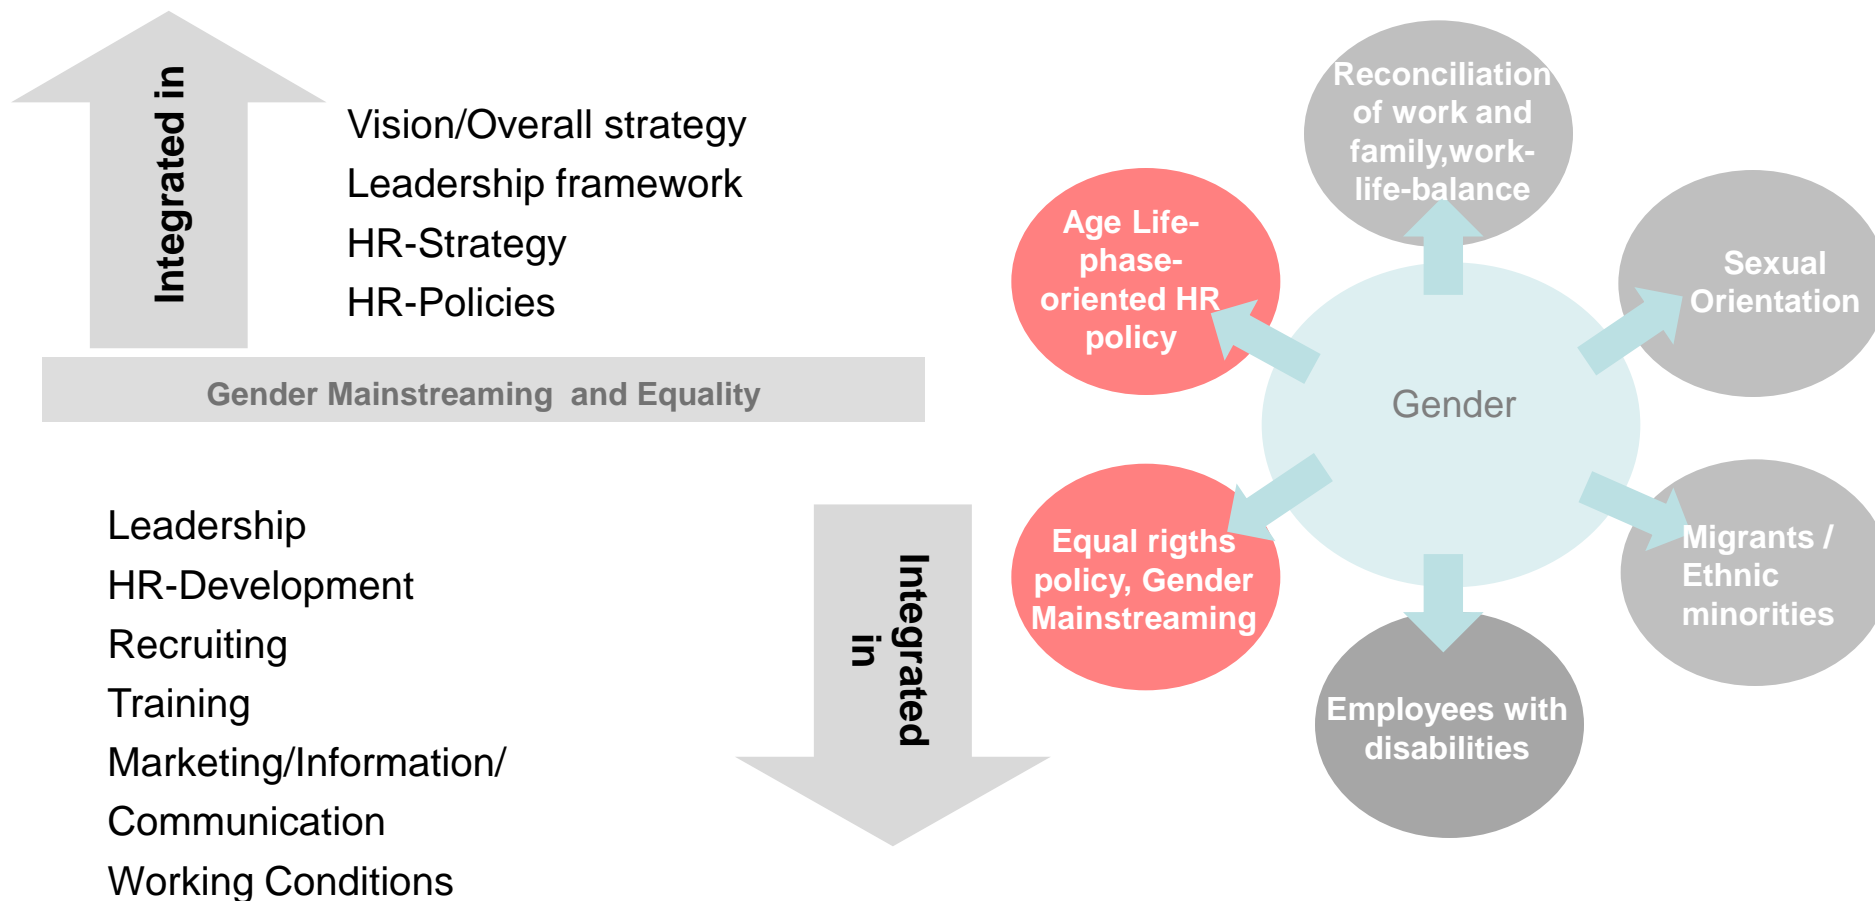 Integrated in
Vision/Overall strategy
Leadership framework
HR-Strategy
HR-Policies
Gender Mainstreaming  and Equality
Leadership
HR-Development
Recruiting
Training
Marketing/Information/
Communication
Working Conditions
Integrated
in
Reconciliation
of work and
family,work-
life-balance
Age Life-
phase-
oriented HR
policy
Sexual
Orientation
Gender
Equal rigths
policy, Gender
Mainstreaming
Migrants /
Ethnic
minorities
Employees with
disabilities